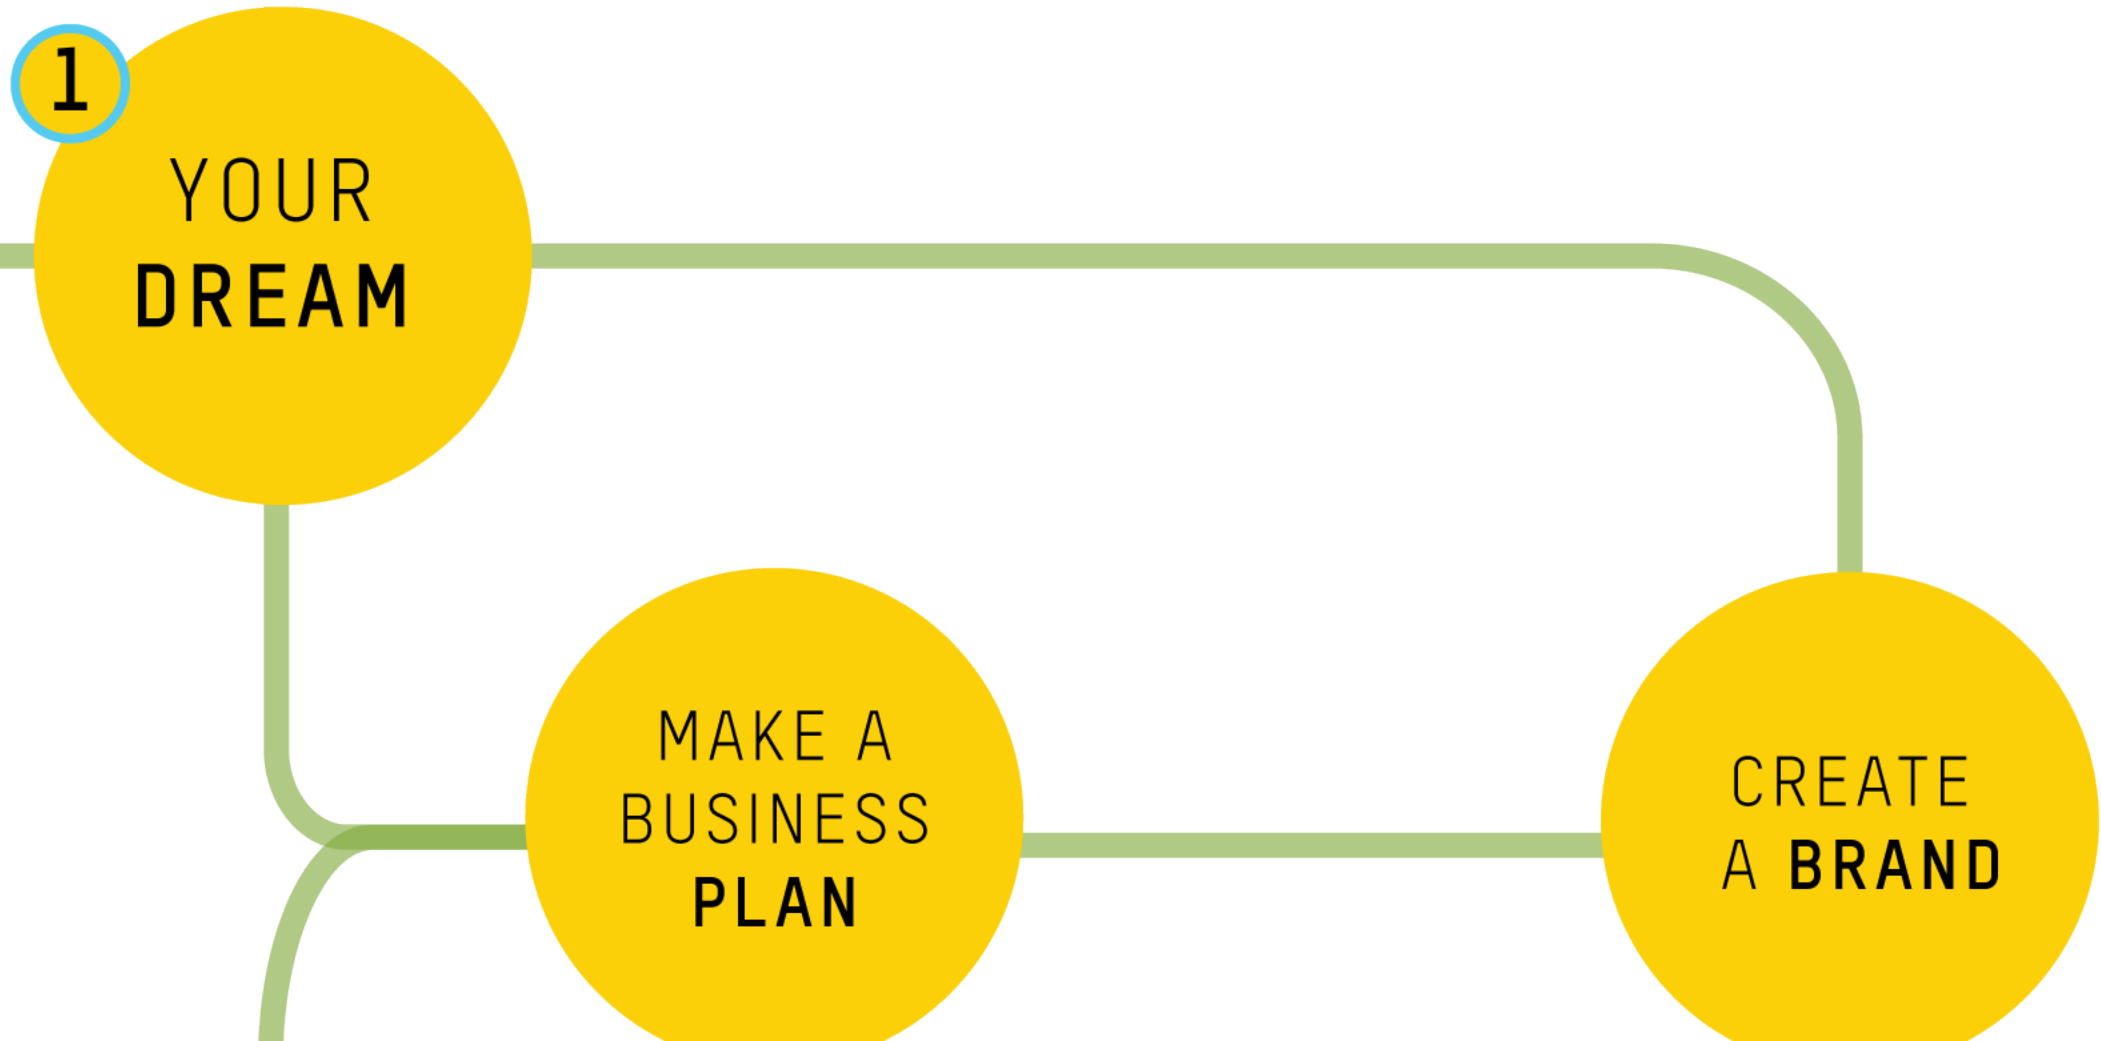 1
YOUR
DREAM
MAKE A
BUSINESS
PLAN
CREATE
A BRAND